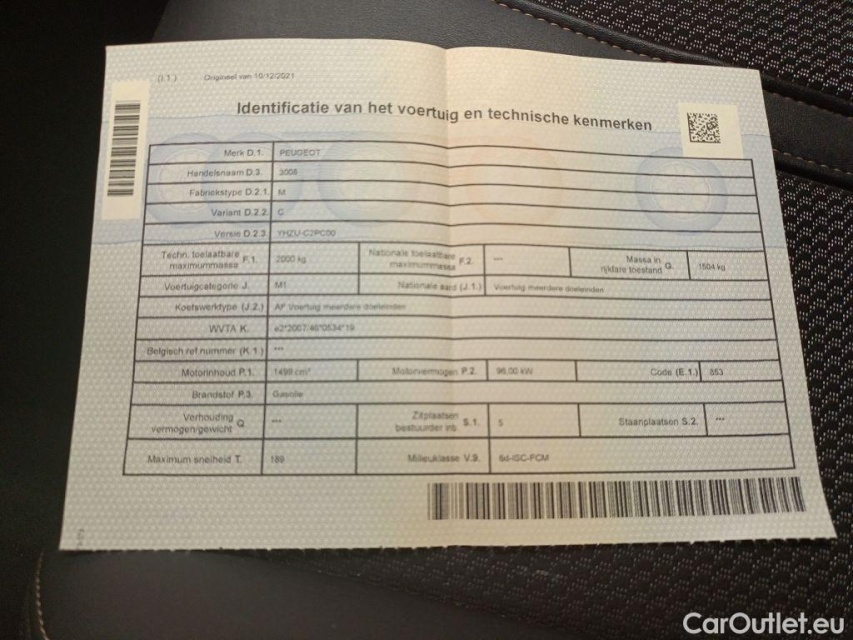 (I.1) Origineel van 10/12/2021
Identificatie van het voertuig en technische kenmerken
Merk D.1. PEUGEOT
Handelsnaam D.3. 3008
Fabriekstype D.2.1. M
Variant D.2.2. C
Versie D.2.3. YHZU-C2PC00
Techn. toelaatbare maximummassa F.1. 2000 kg Nationale toelaatbare maximummassa F.2. --- Massa in rijklare toestand G. 1504 kg
Voertuigcategorie J. M1 Nationale aard (J.1.) Voertuig meerdere doeleinden
Koetswerktype (J.2.) AF Voertuig meerdere doeleinden
WVTA K. e2*2007/46*0534*19
Belgisch ref.nummer (K.1.) ---
Motorinhoud P.1. 1499 cm³ Motorvermogen P.2. 96.00 kW Code (E.1.) 853
Brandstof P.3. Gasolie
Verhouding vermogen/gewicht Q. --- Zitplaatsen bestuurder inb. S.1. 5 Staanplaatsen S.2. ---
Maximum snelheid T. 189 Milieuklasse V.9. 6d-ISC-FCM
CarOutlet.eu